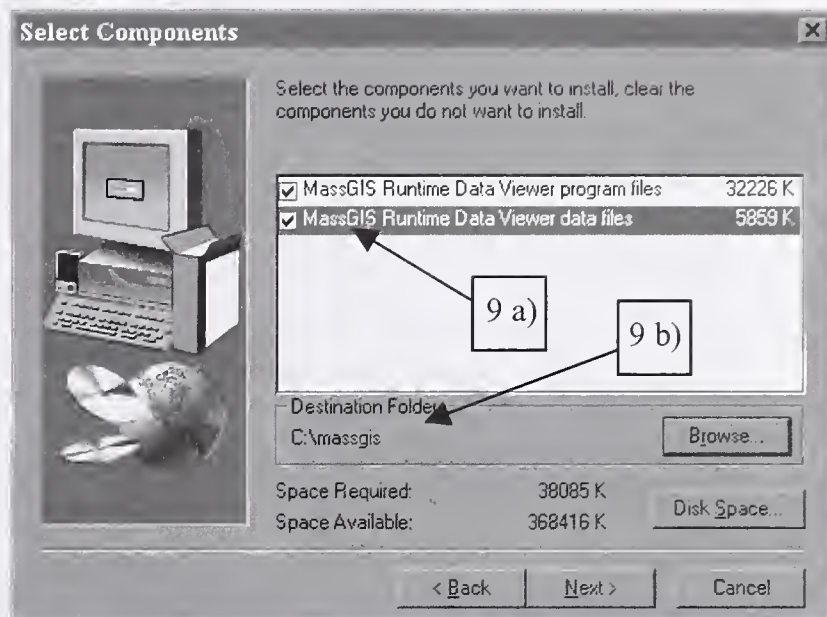 Select Components
Select the components you want to install, clear the
components you do not want to install.
MassGIS Runtime Data Viewer program files 32226 K
MassGIS Runtime Data Viewer data files 5859 K
9 a)
9 b)
Destination Folder
C:\massgis
Browse...
Space Required: 38085 K
Space Available: 368416 K
Disk Space...
< Back
Next >
Cancel